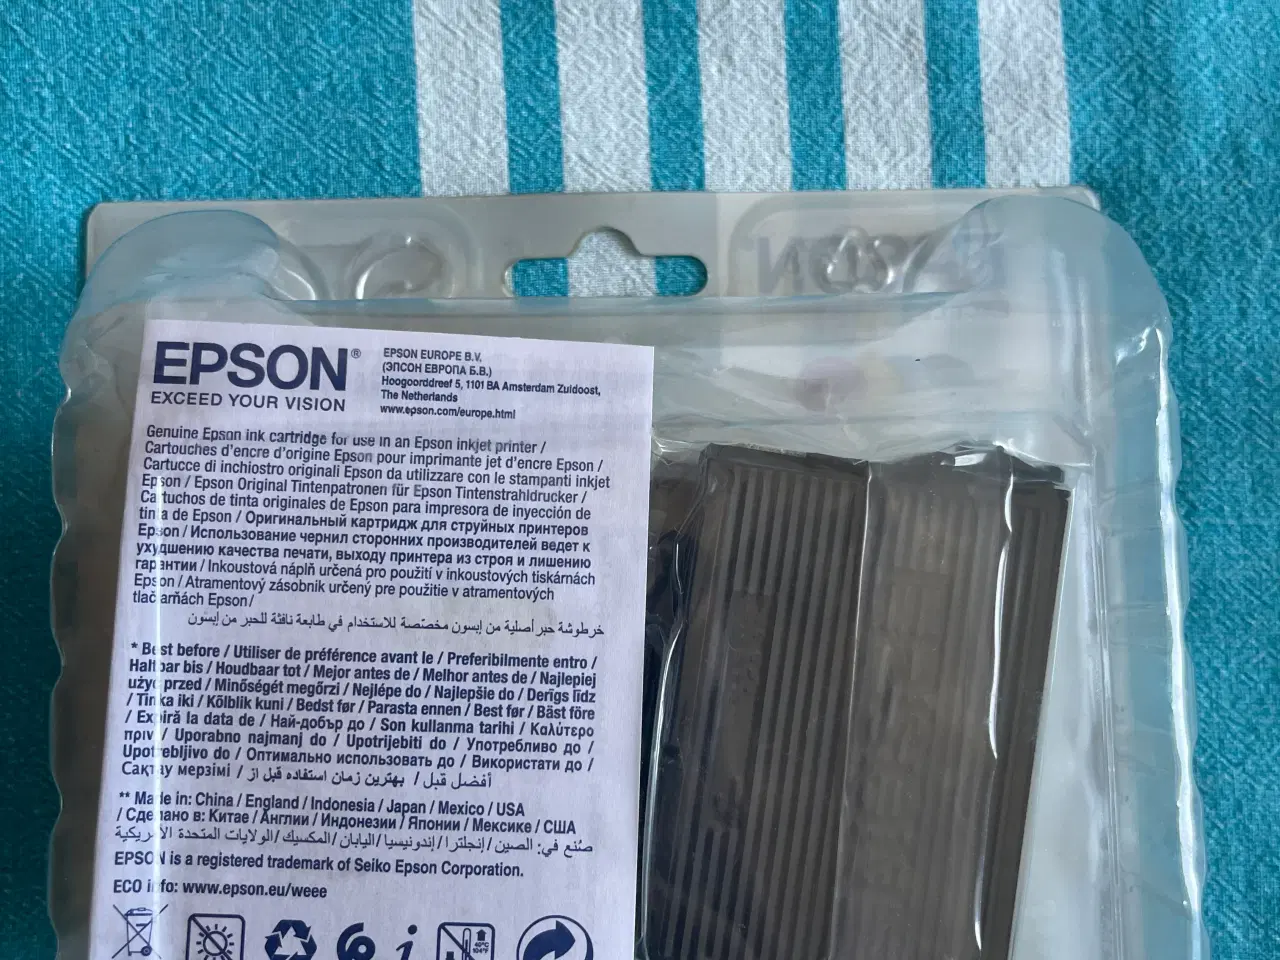 EPSON®
EXCEED YOUR VISION
EPSON EUROPE B.V.
(ЭПСОН ЕВРОПА Б.В.)
Hoogoorddreef 5, 1101 BA Amsterdam Zuidoost,
The Netherlands
www.epson.com/europe.html
Genuine Epson ink cartridge for use in an Epson inkjet printer /
Cartouches d'encre d'origine Epson pour imprimante jet d'encre Epson /
Cartucce di inchiostro originali Epson da utilizzare con le stampanti inkjet
Epson / Epson Original Tintenpatronen für Epson Tintenstrahldrucker /
Cartuchos de tinta originales de Epson para impresora de inyección de
tinta de Epson / Оригинальный картридж для струйных принтеров
Epson / Использование чернил сторонних производителей ведет к
ухудшению качества печати, выходу принтера из строя и лишению
гарантии / Inkoustová náplň určená pro použití v inkoustových tiskárnách
Epson / Atramentový zásobník určený pre použitie v atramentových
tlačiarňach Epson/
خرطوشة حبر أصلية من إبسون مخصصة للاستخدام في طابعة نافثة للحبر من إبسون
* Best before / Utiliser de préférence avant le / Preferibilmente entro /
Haltbar bis / Houdbaar tot / Mejor antes de / Melhor antes de / Najlepiej
użyć przed / Minőségét megőrzi / Nejlépe do / Najlepšie do / Derīgs līdz
/ Tinka iki / Kõlblik kuni / Bedst før / Parasta ennen / Best før / Bäst före
/ Expiră la data de / Най-добър до / Son kullanma tarihi / Καλύτερο
πριν / Uporabno najmanj do / Upotrijebiti do / Употребливо до /
Upotrebljivo do / Оптимально использовать до / Використати до /
Сақтау мерзімі / أفضل قبل / بهترین زمان استفاده قبل از
** Made in: China / England / Indonesia / Japan / Mexico / USA
/ Сделано в: Китае / Англии / Индонезии / Японии / Мексике / США
صنع في: الصين / إنجلترا / إندونيسيا / اليابان / المكسيك / الولايات المتحدة الأمريكية
EPSON is a registered trademark of Seiko Epson Corporation.
ECO info: www.epson.eu/weee
40°C
104°F